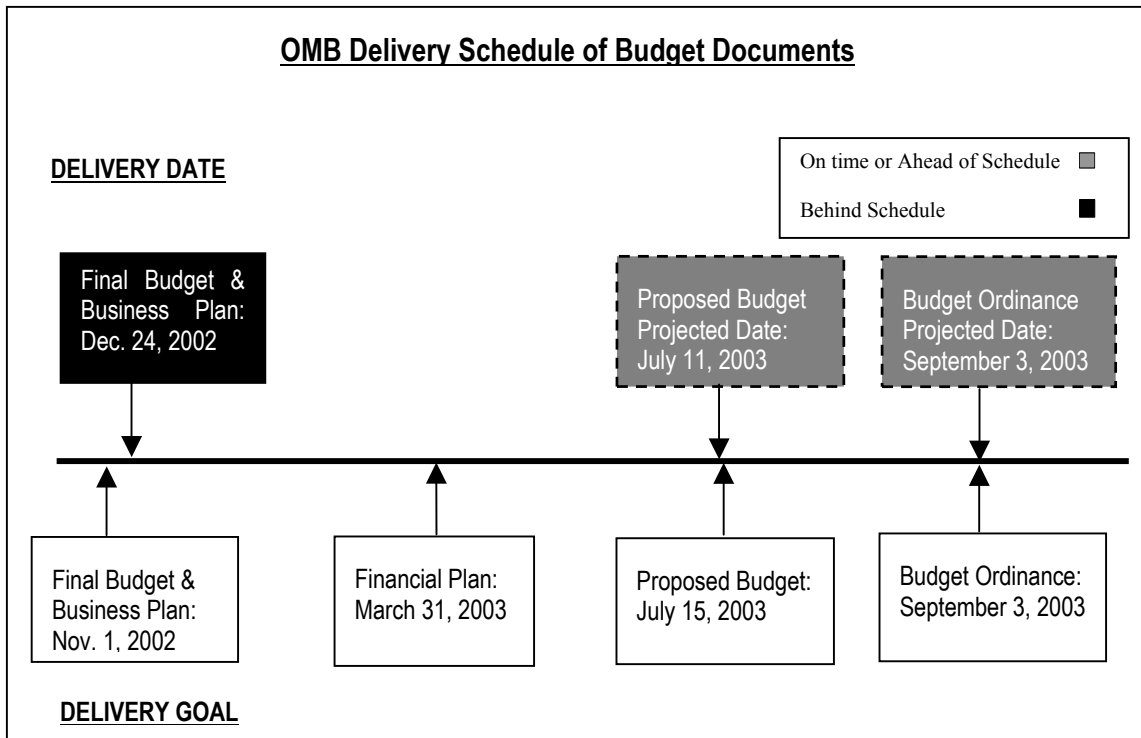 OMB Delivery Schedule of Budget Documents
DELIVERY DATE
On time or Ahead of Schedule
Behind Schedule
Final Budget &
Business Plan:
Dec. 24, 2002
Proposed Budget
Projected Date:
July 11, 2003
Budget Ordinance
Projected Date:
September 3, 2003
Final Budget &
Business Plan:
Nov. 1, 2002
Financial Plan:
March 31, 2003
Proposed Budget:
July 15, 2003
Budget Ordinance:
September 3, 2003
DELIVERY GOAL